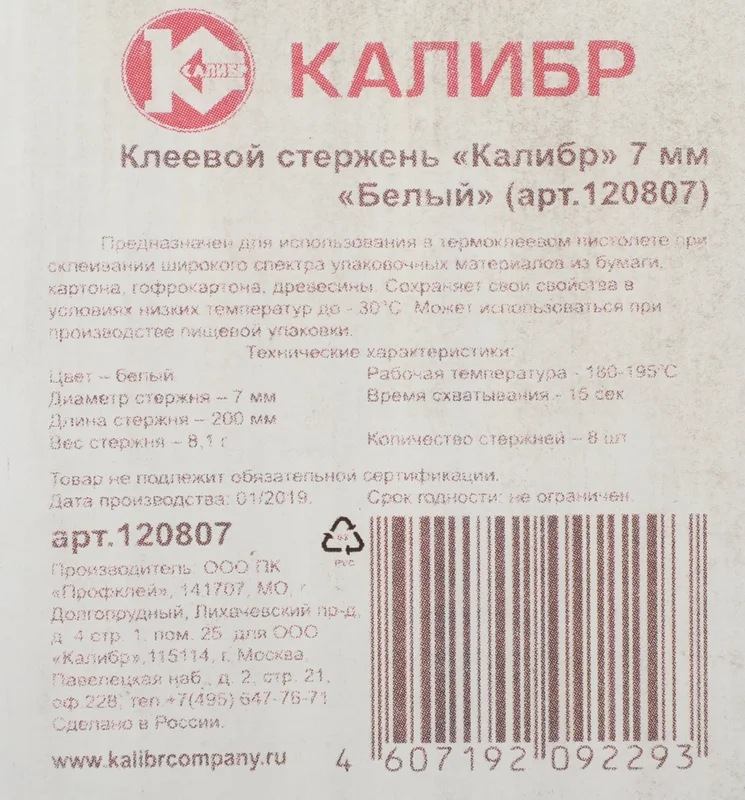 КАЛИБР
КАЛИБР
Клеевой стержень «Калибр» 7 мм
«Белый» (арт.120807)
Предназначен для использования в термоклеевом пистолете при
склеивании широкого спектра упаковочных материалов из бумаги,
картона, гофрокартона, древесины. Сохраняет свои свойства в
условиях низких температур до - 30°С. Может использоваться при
производстве пищевой упаковки.
Технические характеристики:
Цвет – белый
Рабочая температура - 180-195°С
Диаметр стержня – 7 мм
Время схватывания - 15 сек
Длина стержня – 200 мм
Вес стержня – 8,1 г
Количество стержней – 8 шт
Товар не подлежит обязательной сертификации.
Дата производства: 01/2019.
Срок годности: не ограничен.
арт.120807
PVC
Производитель ООО ПК
«Профклей», 141707, МО, г
Долгопрудный, Лихачевский пр-д,
д. 4 стр. 1, пом. 25 для ООО
«Калибр»,115114, г. Москва,
Павелецкая наб., д. 2, стр. 21,
оф.228, тел.+7(495) 647-76-71
Сделано в России.
www.kalibrcompany.ru
4 607192 092293